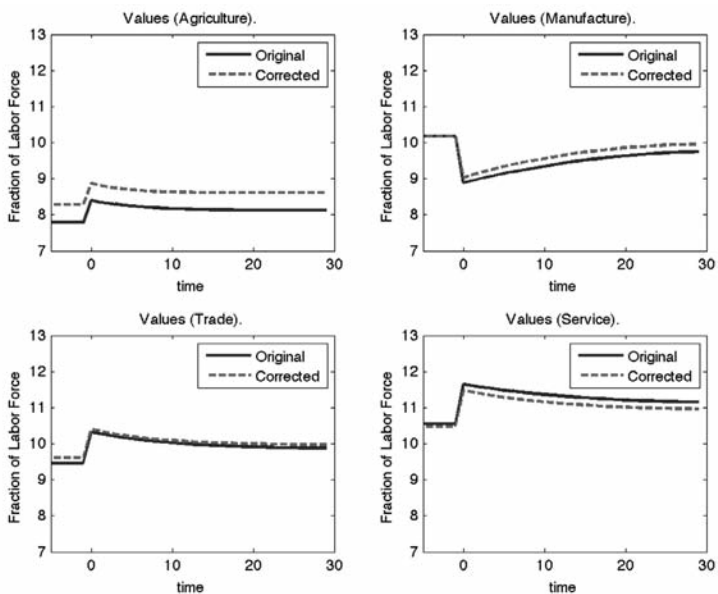 Values (Agriculture).
Fraction of Labor Force
13
12
11
10
9
8
7
Original
Corrected
0
10
20
30
time
Values (Manufacture).
Fraction of Labor Force
13
12
11
10
9
8
7
Original
Corrected
0
10
20
30
time
Values (Trade).
Fraction of Labor Force
13
12
11
10
9
8
7
Original
Corrected
0
10
20
30
time
Values (Service).
Fraction of Labor Force
13
12
11
10
9
8
7
Original
Corrected
0
10
20
30
time